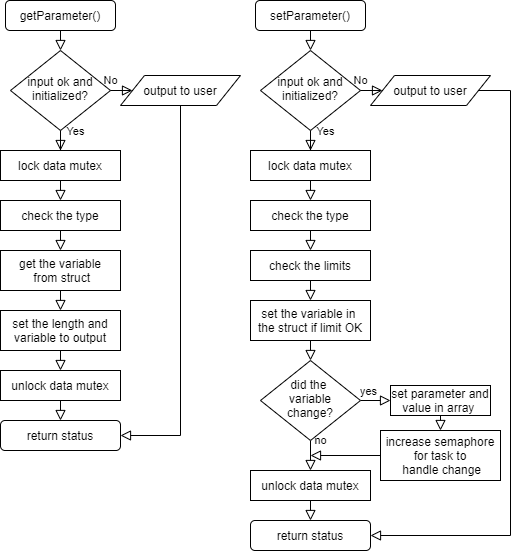 getParameter()
input ok and
initialized?
No
output to user
Yes
lock data mutex
check the type
get the variable
from struct
set the length and
variable to output
unlock data mutex
return status
setParameter()
input ok and
initialized?
No
output to user
Yes
lock data mutex
check the type
check the limits
set the variable in
the struct if limit OK
did the
variable
change?
yes
set parameter and
value in array
increase semaphore
for task to
handle change
no
unlock data mutex
return status